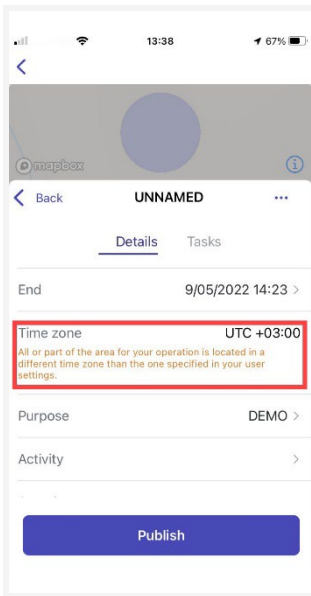 13:38 67%
mapbox
Back UNNAMED ...
Details Tasks
End 9/05/2022 14:23 >
Time zone UTC +03:00
All or part of the area for your operation is located in a
different time zone than the one specified in your user
settings.
Purpose DEMO >
Activity >
Publish